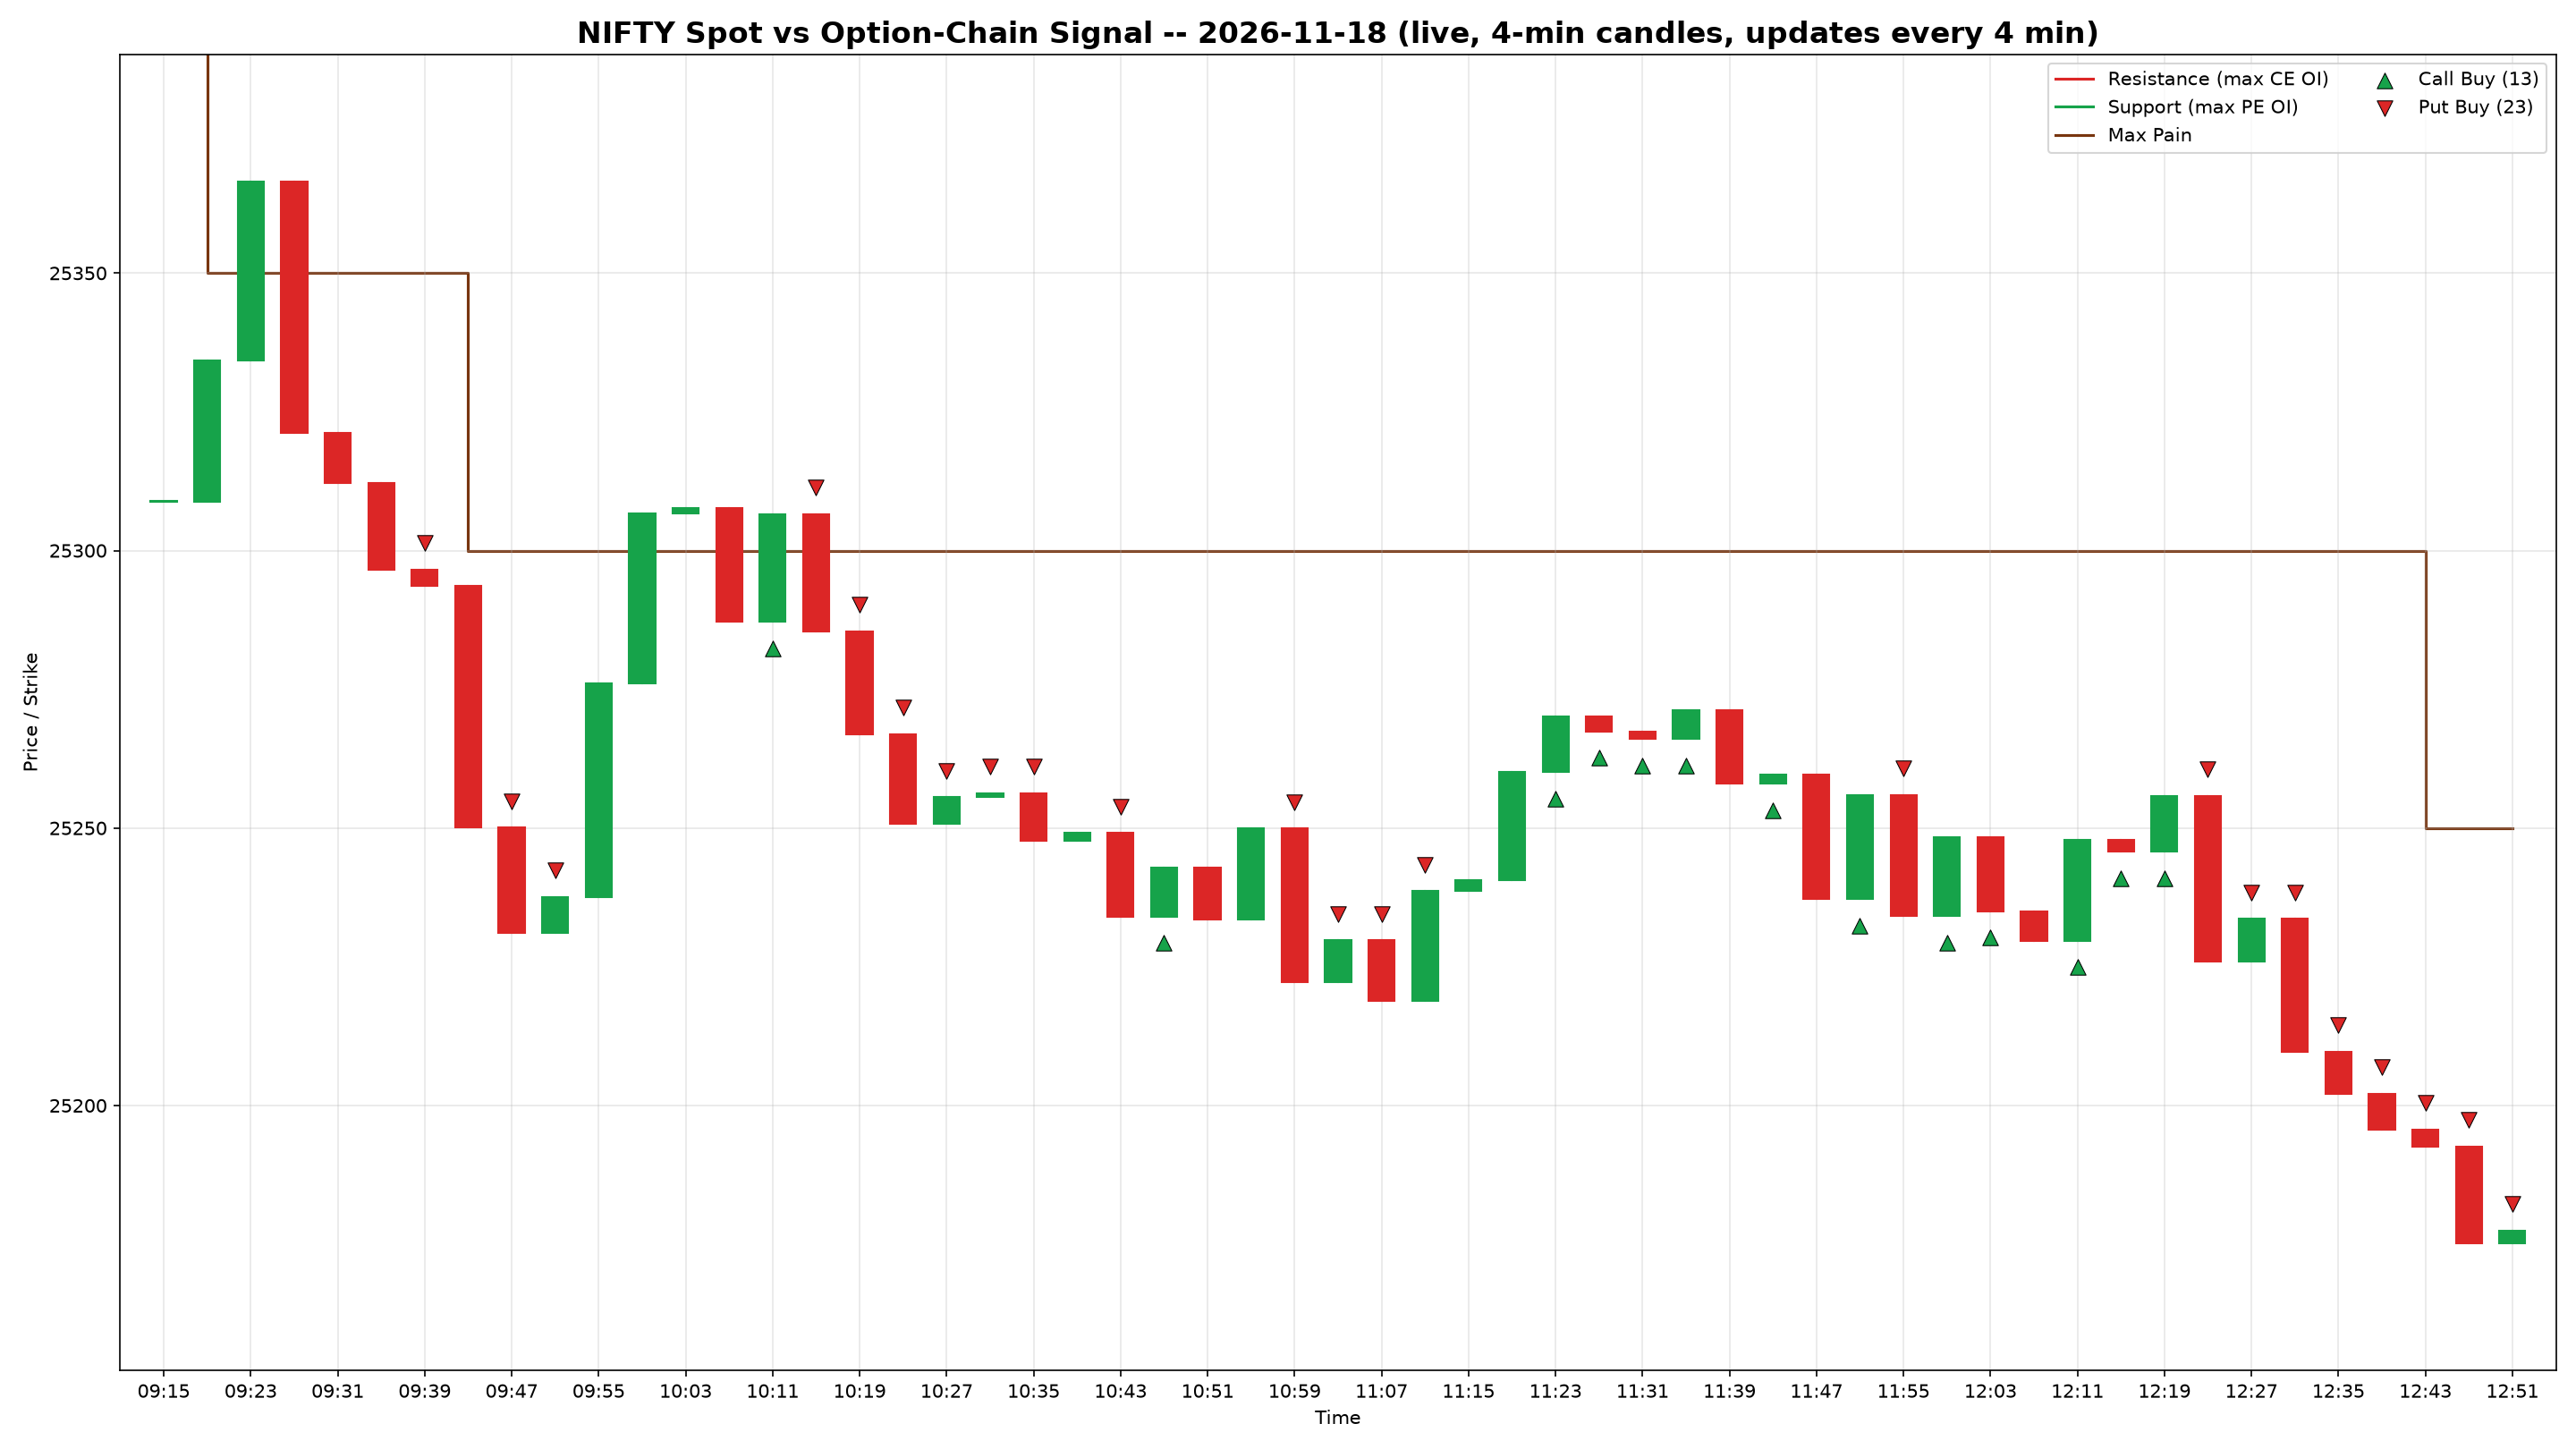 NIFTY Spot vs Option-Chain Signal -- 2026-11-18 (live, 4-min candles, updates every 4 min)
Resistance (max CE OI)
Support (max PE OI)
Max Pain
Call Buy (13)
Put Buy (23)
Price / Strike
25350
25300
25250
25200
09:15 09:23 09:31 09:39 09:47 09:55 10:03 10:11 10:19 10:27 10:35 10:43 10:51 10:59 11:07 11:15 11:23 11:31 11:39 11:47 11:55 12:03 12:11 12:19 12:27 12:35 12:43 12:51
Time